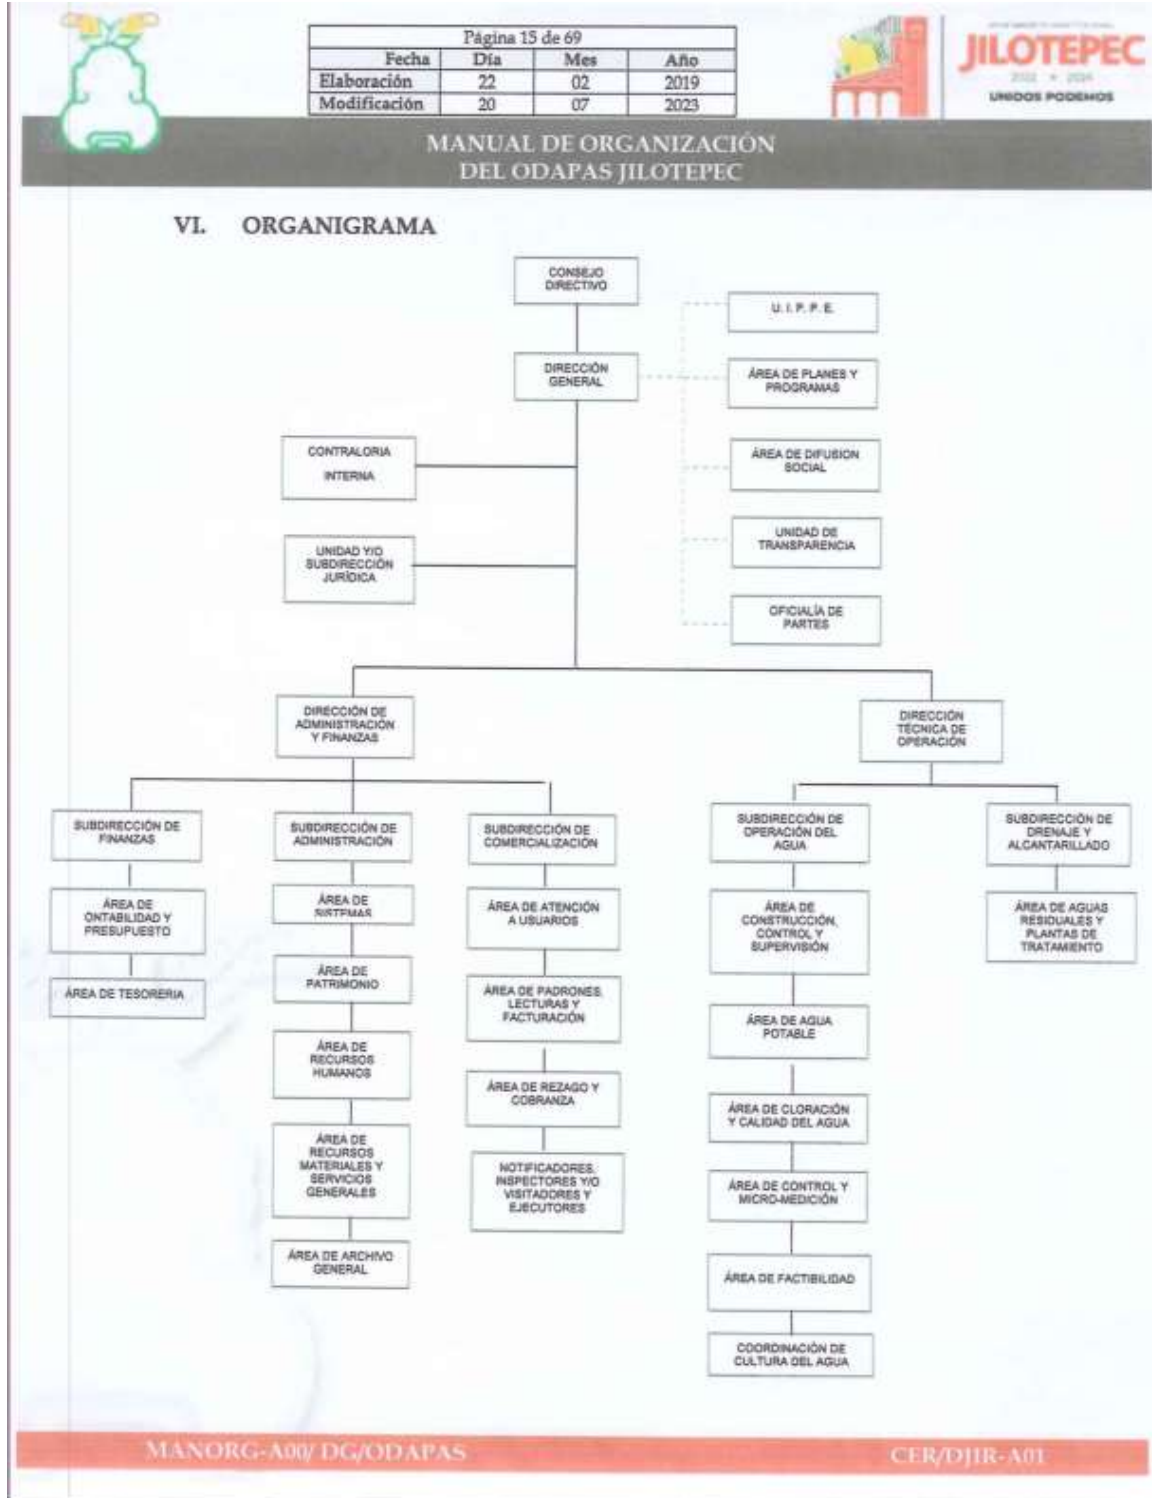 Página 15 de 69
Fecha Día Mes Año
Elaboración 22 02 2019
Modificación 20 07 2023
JILOTEPEC
UNIDOS PODEMOS
MANUAL DE ORGANIZACIÓN
DEL ODAPAS JILOTEPEC
VI. ORGANIGRAMA
CONSEJO
DIRECTIVO
U. I. P. P. E.
DIRECCIÓN
GENERAL
ÁREA DE PLANES Y
PROGRAMAS
CONTRALORIA
INTERNA
ÁREA DE DIFUSION
SOCIAL
UNIDAD Y/O
SUBDIRECCIÓN
JURÍDICA
UNIDAD DE
TRANSPARENCIA
OFICIALÍA DE
PARTES
DIRECCIÓN DE
ADMINISTRACIÓN
Y FINANZAS
DIRECCIÓN
TÉCNICA DE
OPERACIÓN
SUBDIRECCIÓN DE
FINANZAS
SUBDIRECCIÓN DE
ADMINISTRACIÓN
SUBDIRECCIÓN DE
COMERCIALIZACIÓN
SUBDIRECCIÓN DE
OPERACIÓN DEL
AGUA
SUBDIRECCIÓN DE
DRENAJE Y
ALCANTARILLADO
ÁREA DE
ONTABILIDAD Y
PRESUPUESTO
ÁREA DE
SISTEMAS
ÁREA DE ATENCIÓN
A USUARIOS
ÁREA DE
CONSTRUCCIÓN,
CONTROL Y
SUPERVISIÓN
ÁREA DE AGUAS
RESIDUALES Y
PLANTAS DE
TRATAMIENTO
ÁREA DE TESORERIA
ÁREA DE
PATRIMONIO
ÁREA DE PADRONES,
LECTURAS Y
FACTURACIÓN
ÁREA DE AGUA
POTABLE
ÁREA DE
RECURSOS
HUMANOS
ÁREA DE REZAGO Y
COBRANZA
ÁREA DE CLORACIÓN
Y CALIDAD DEL AGUA
ÁREA DE
RECURSOS
MATERIALES Y
SERVICIOS
GENERALES
NOTIFICADORES,
INSPECTORES Y/O
VISITADORES Y
EJECUTORES
ÁREA DE CONTROL Y
MICRO-MEDICIÓN
ÁREA DE ARCHIVO
GENERAL
ÁREA DE FACTIBILIDAD
COORDINACIÓN DE
CULTURA DEL AGUA
MANORG-A00/ DG/ODAPAS
CER/DJIR-A01